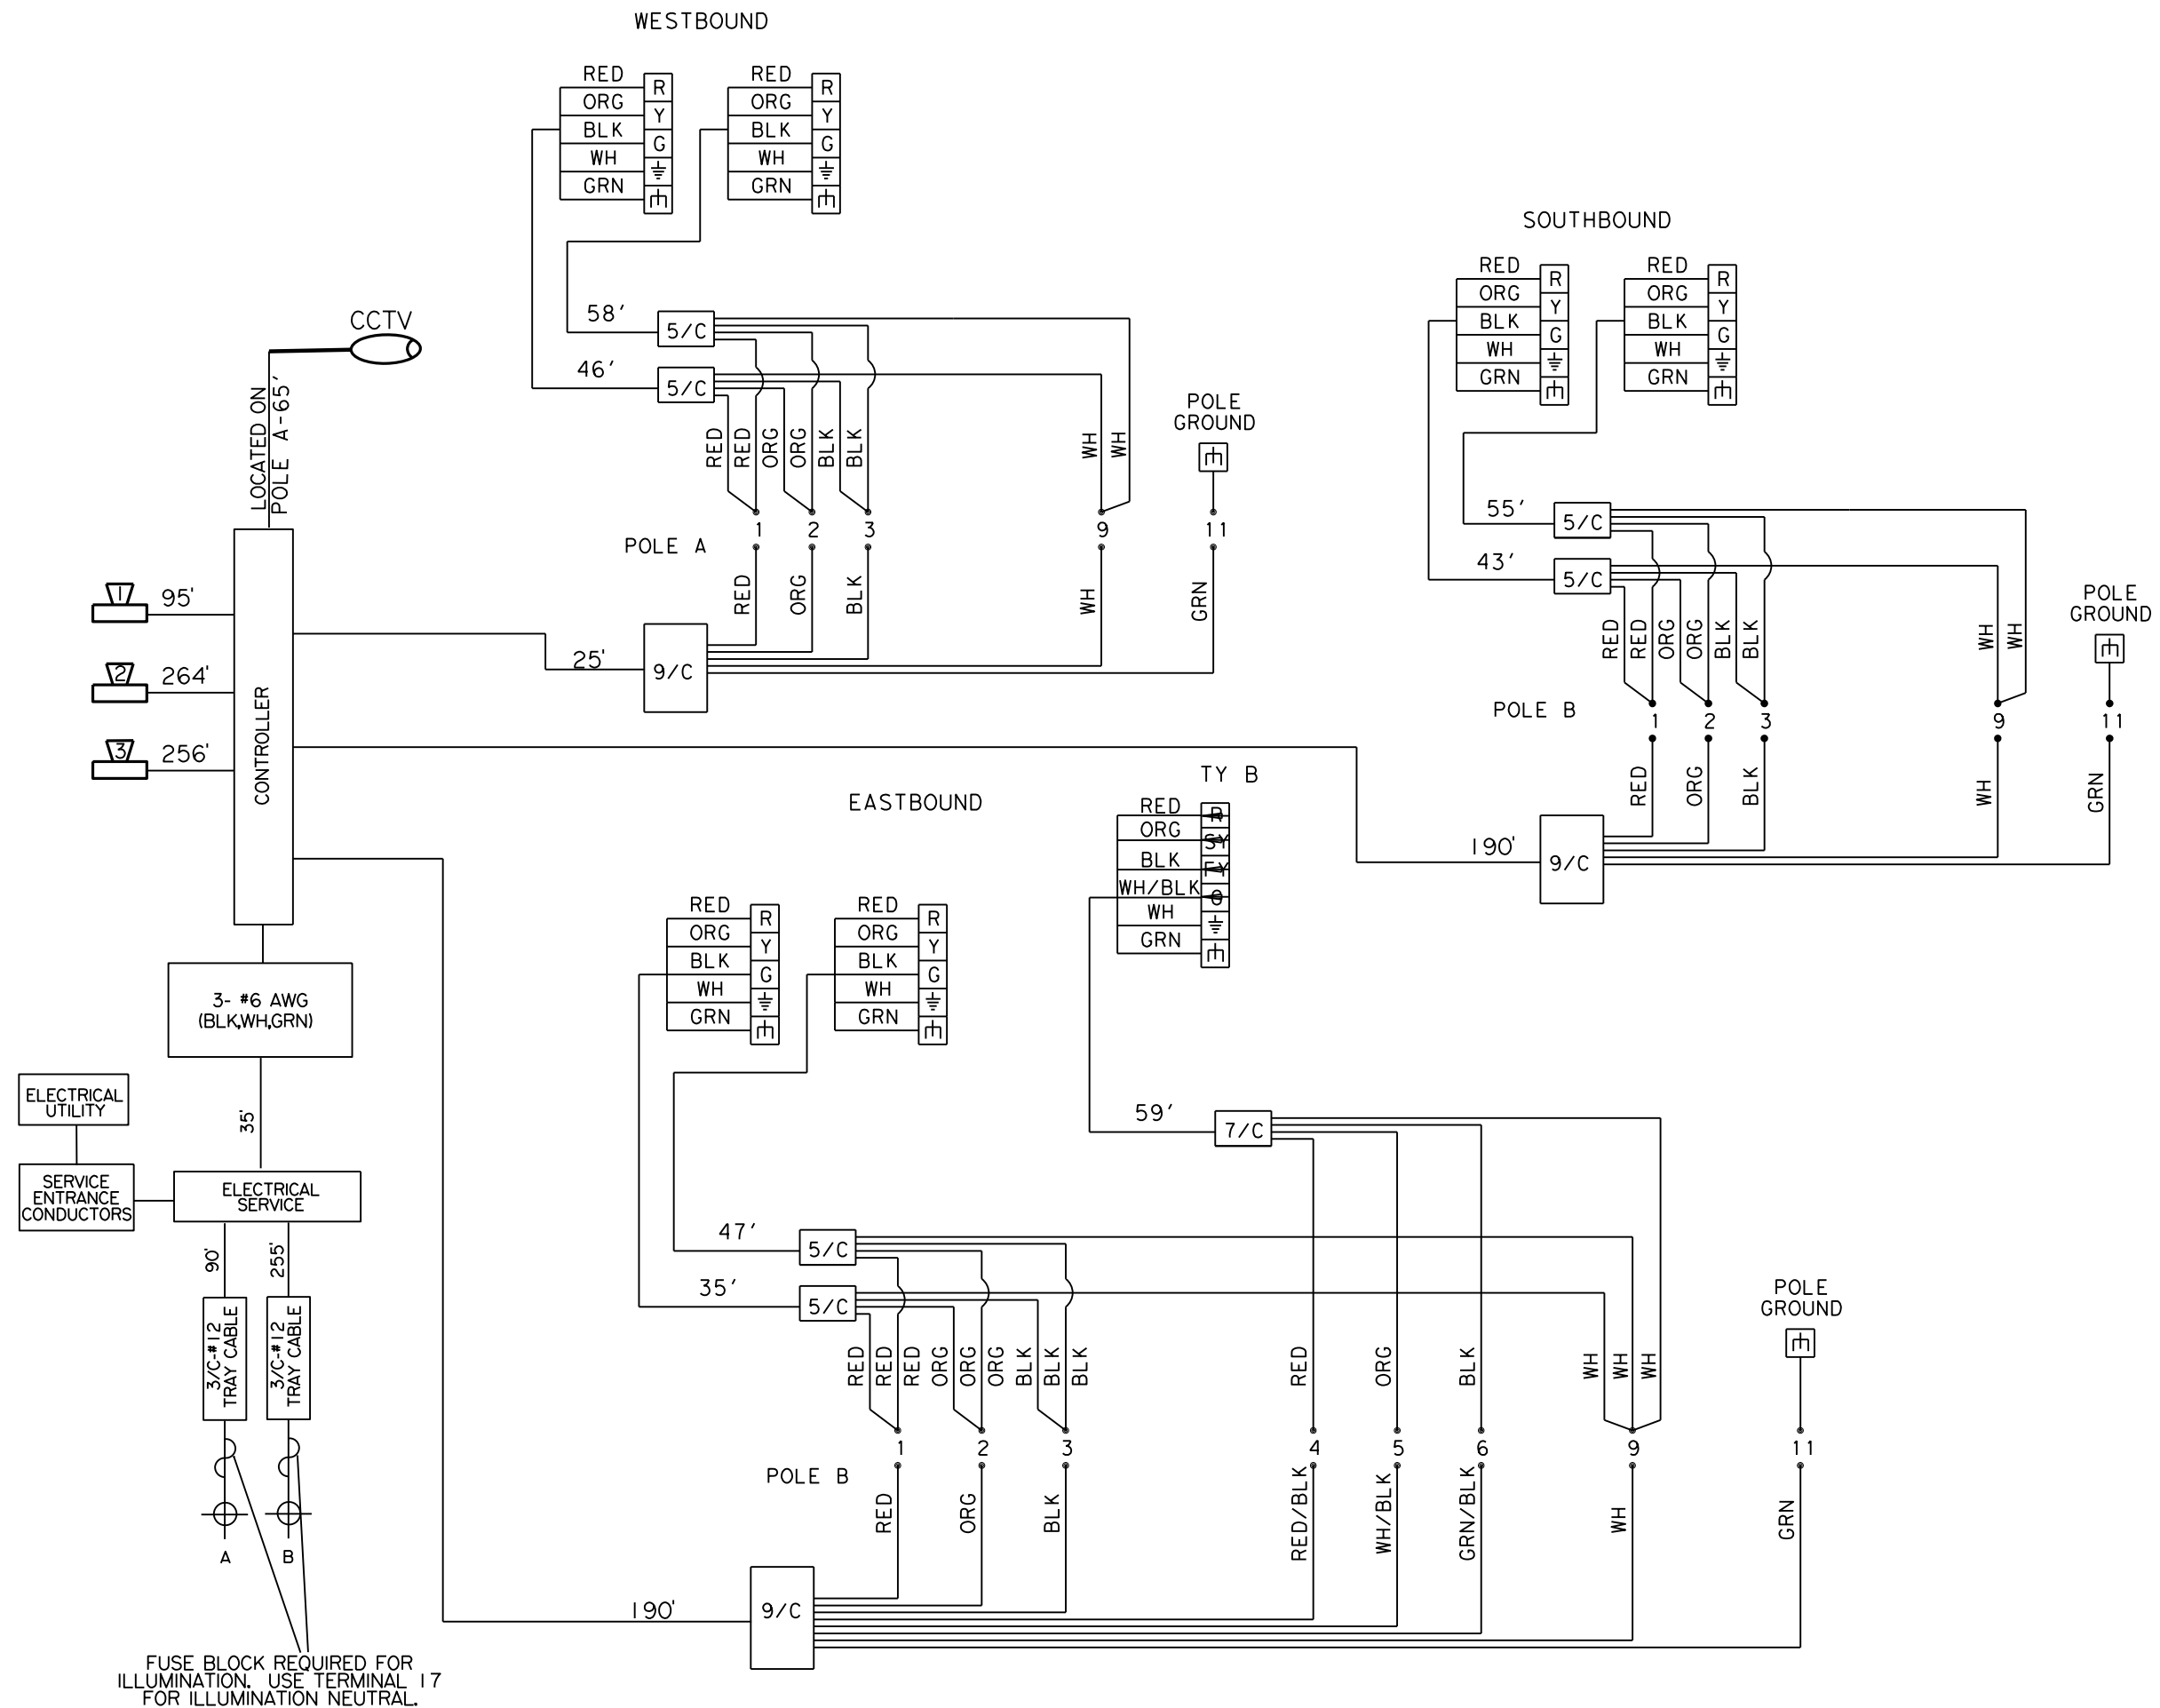 WESTBOUND
RED
ORG
BLK
WH
GRN
R
Y
G
RED
ORG
BLK
WH
GRN
R
Y
G
58'
5/C
46'
5/C
RED
RED
ORG
ORG
BLK
BLK
WH
WH
POLE
GROUND
1
2
3
9
11
POLE A
RED
ORG
BLK
WH
GRN
25'
9/C
SOUTHBOUND
RED
ORG
BLK
WH
GRN
R
Y
G
RED
ORG
BLK
WH
GRN
R
Y
G
55'
5/C
43'
5/C
RED
RED
ORG
ORG
BLK
BLK
WH
WH
POLE
GROUND
POLE B
1
2
3
9
11
RED
ORG
BLK
WH
GRN
190'
9/C
CCTV
LOCATED ON
POLE A-65'
1
95'
2
264'
3
256'
CONTROLLER
3- #6 AWG
(BLK,WH,GRN)
35'
ELECTRICAL
UTILITY
SERVICE
ENTRANCE
CONDUCTORS
ELECTRICAL
SERVICE
90'
255'
3/C-#12
TRAY CABLE
3/C-#12
TRAY CABLE
A
B
FUSE BLOCK REQUIRED FOR
ILLUMINATION. USE TERMINAL 17
FOR ILLUMINATION NEUTRAL.
EASTBOUND
TY B
RED
ORG
BLK
WH/BLK
WH
GRN
R
SY
RED
ORG
BLK
WH
GRN
R
Y
G
RED
ORG
BLK
WH
GRN
R
Y
G
59'
7/C
47'
5/C
35'
5/C
RED
RED
RED
ORG
ORG
ORG
BLK
BLK
BLK
RED
ORG
BLK
WH
WH
WH
POLE
GROUND
1
2
3
4
5
6
9
11
POLE B
RED
ORG
BLK
RED/BLK
WH/BLK
GRN/BLK
WH
GRN
190'
9/C